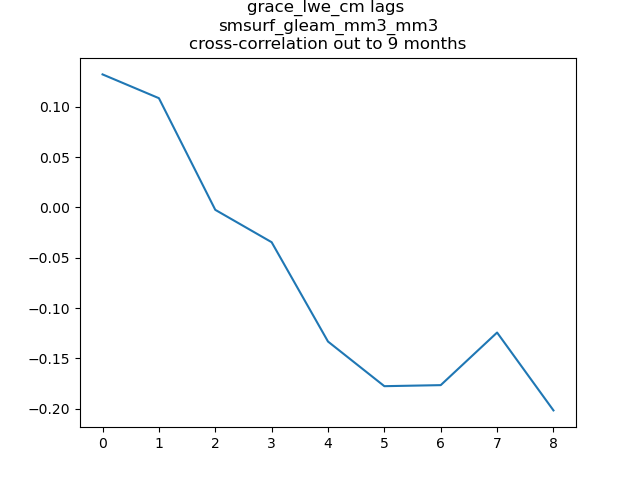 grace_lwe_cm lags
smsurf_gleam_mm3_mm3
cross-correlation out to 9 months
0.10
0.05
0.00
−0.05
−0.10
−0.15
−0.20
0 1 2 3 4 5 6 7 8